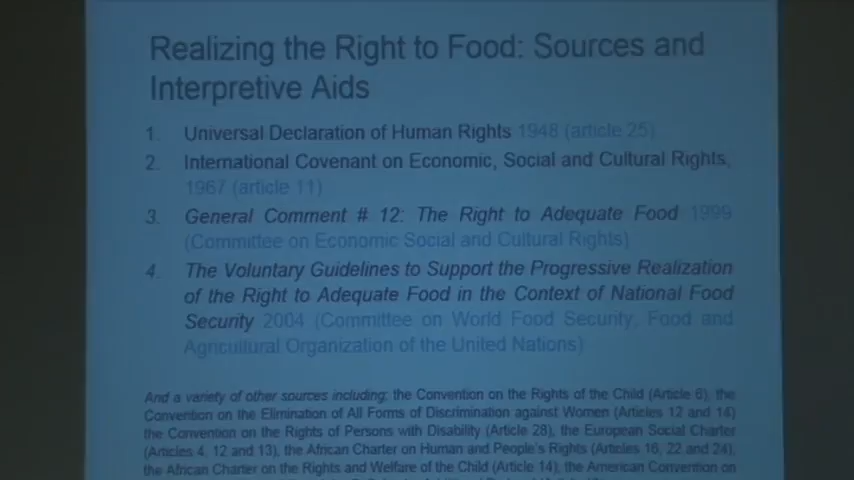 Realizing the Right to Food: Sources and
Interpretive Aids
1. Universal Declaration of Human Rights 1948 (article 25)
2. International Covenant on Economic, Social and Cultural Rights,
1967 (article 11)
3. General Comment # 12: The Right to Adequate Food 1999
(Committee on Economic Social and Cultural Rights)
4. The Voluntary Guidelines to Support the Progressive Realization
of the Right to Adequate Food in the Context of National Food
Security 2004 (Committee on World Food Security, Food and
Agricultural Organization of the United Nations)
And a variety of other sources including: the Convention on the Rights of the Child (Article 6), the
Convention on the Elimination of All Forms of Discrimination against Women (Articles 12 and 14)
the Convention on the Rights of Persons with Disability (Article 28), the European Social Charter
(Articles 4, 12 and 13), the African Charter on Human and People's Rights (Articles 16, 22 and 24),
the African Charter on the Rights and Welfare of the Child (Article 14), the American Convention on